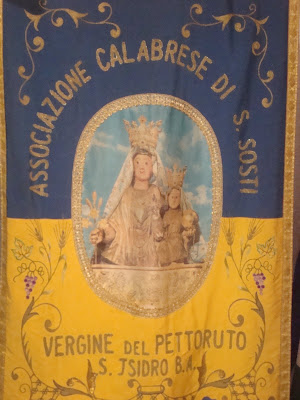 ASSOCIAZIONE CALABRESE DI S. SOSTI
VERGINE DEL PETTORUTO
S. ISIDRO B.A.